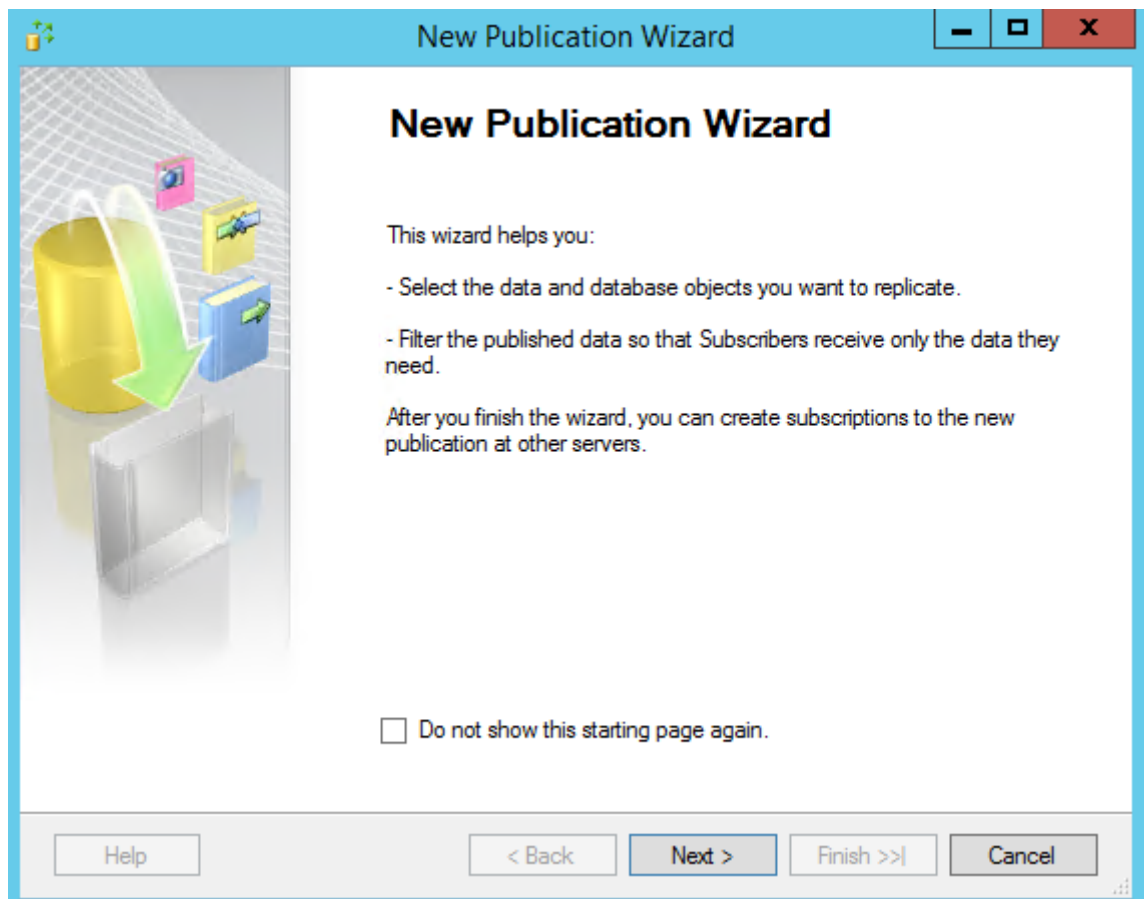 New Publication Wizard
New Publication Wizard
This wizard helps you:
- Select the data and database objects you want to replicate.
- Filter the published data so that Subscribers receive only the data they
need.
After you finish the wizard, you can create subscriptions to the new
publication at other servers.
Do not show this starting page again.
Help
< Back
Next >
Finish >>|
Cancel